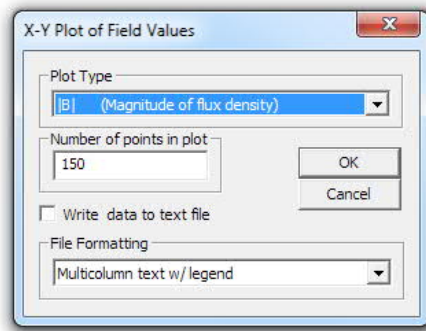 X-Y Plot of Field Values
Plot Type
|B| (Magnitude of flux density)
Number of points in plot
150
OK
Cancel
Write data to text file
File Formatting
Multicolumn text w/ legend